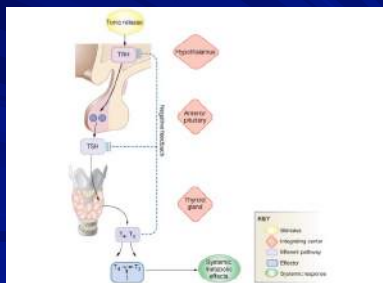 Tonic release
TRH
Hypothalamus
Anterior
pituitary
TSH
Negative feedback
Thyroid
gland
T4, T3
T4
T3
Systemic
metabolic
effects
KEY
Stimulus
Integrating center
Efferent pathway
Effector
Systemic response